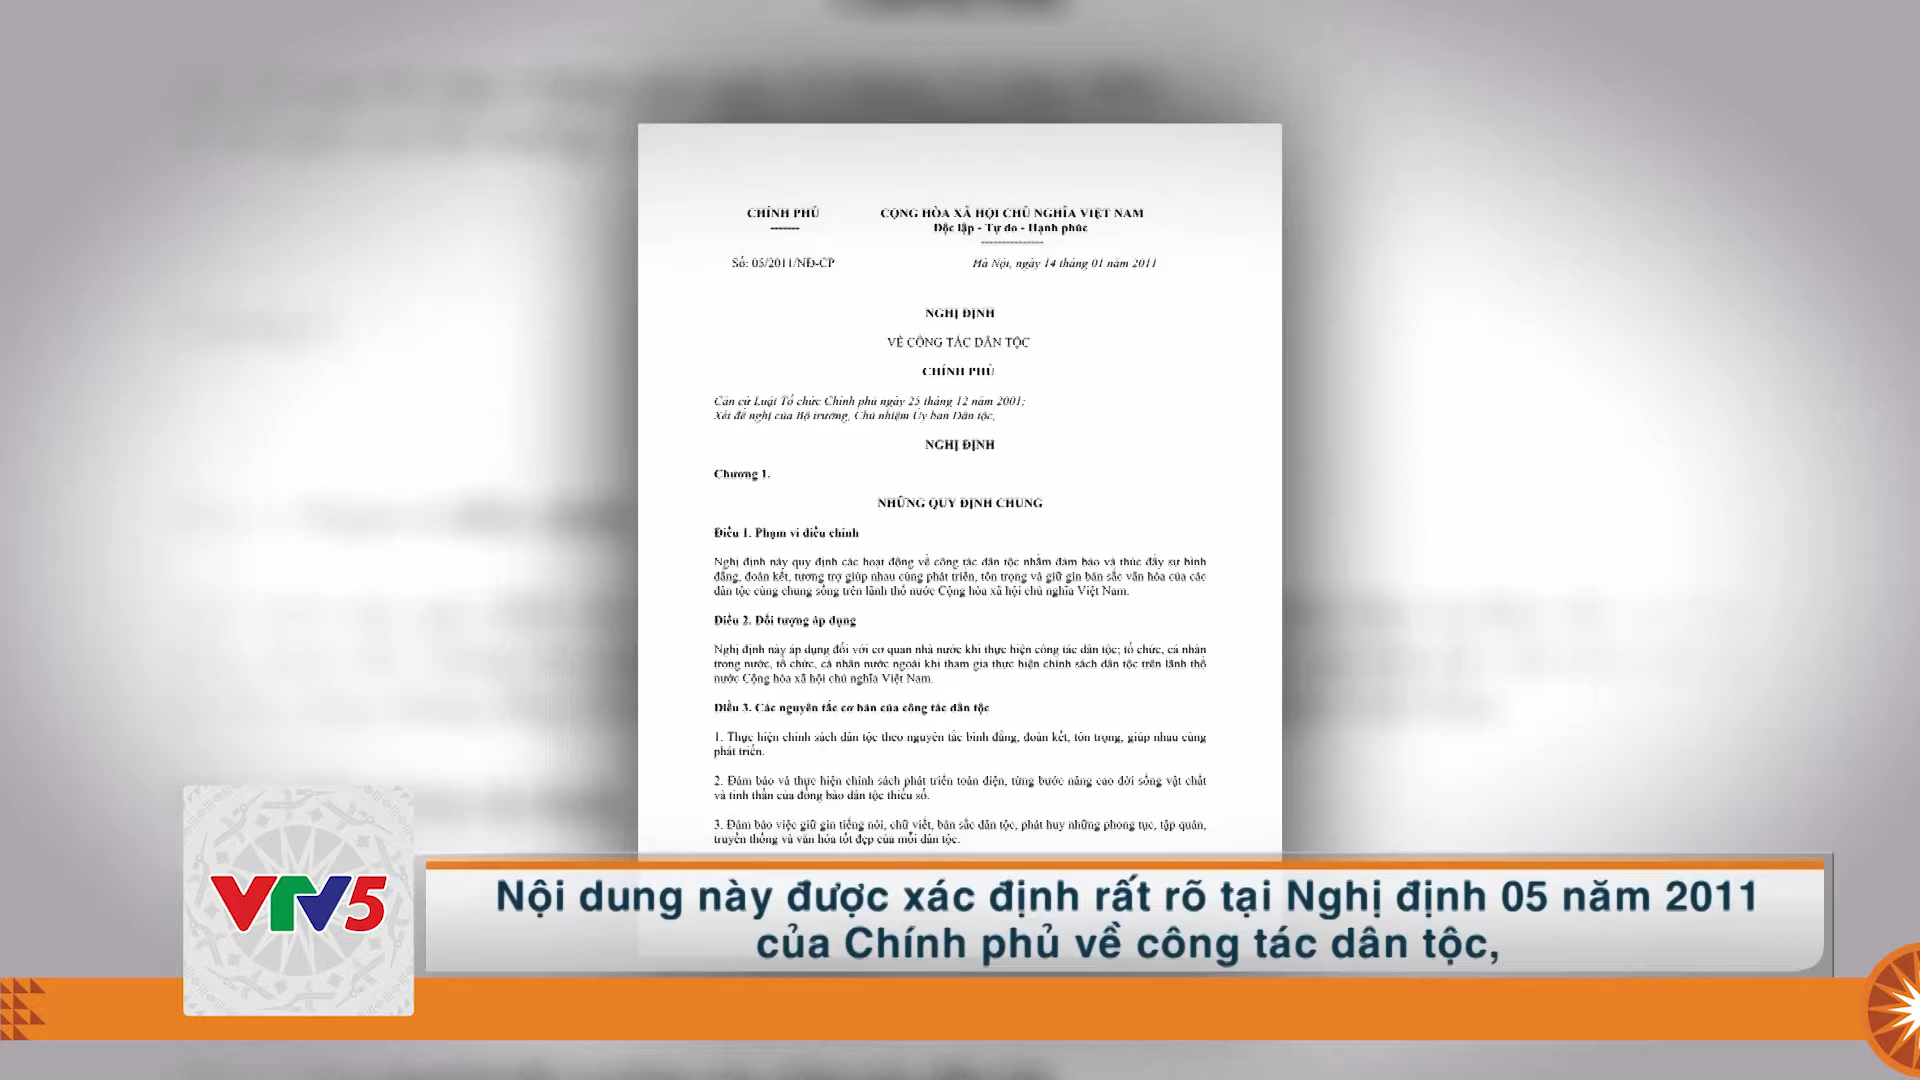 CHÍNH PHỦ
-------
CỘNG HÒA XÃ HỘI CHỦ NGHĨA VIỆT NAM
Độc lập - Tự do - Hạnh phúc
---------------
Số: 05/2011/NĐ-CP
Hà Nội, ngày 14 tháng 01 năm 2011
NGHỊ ĐỊNH
VỀ CÔNG TÁC DÂN TỘC
CHÍNH PHỦ
Căn cứ Luật Tổ chức Chính phủ ngày 25 tháng 12 năm 2001;
Xét đề nghị của Bộ trưởng, Chủ nhiệm Ủy ban Dân tộc,
NGHỊ ĐỊNH
Chương 1.
NHỮNG QUY ĐỊNH CHUNG
Điều 1. Phạm vi điều chỉnh
Nghị định này quy định các hoạt động về công tác dân tộc nhằm đảm bảo và thúc đẩy sự bình
đẳng, đoàn kết, tương trợ giúp nhau cùng phát triển, tôn trọng và giữ gìn bản sắc văn hóa của các
dân tộc cùng chung sống trên lãnh thổ nước Cộng hòa xã hội chủ nghĩa Việt Nam.
Điều 2. Đối tượng áp dụng
Nghị định này áp dụng đối với cơ quan nhà nước khi thực hiện công tác dân tộc; tổ chức, cá nhân
trong nước, tổ chức, cá nhân nước ngoài khi tham gia thực hiện chính sách dân tộc trên lãnh thổ
nước Cộng hòa xã hội chủ nghĩa Việt Nam.
Điều 3. Các nguyên tắc cơ bản của công tác dân tộc
1. Thực hiện chính sách dân tộc theo nguyên tắc bình đẳng, đoàn kết, tôn trọng, giúp nhau cùng
phát triển.
2. Đảm bảo và thực hiện chính sách phát triển toàn diện, từng bước nâng cao đời sống vật chất
và tinh thần của đồng bào dân tộc thiểu số.
3. Đảm bảo việc giữ gìn tiếng nói, chữ viết, bản sắc dân tộc, phát huy những phong tục, tập quán,
truyền thống và văn hóa tốt đẹp của mỗi dân tộc.
VTV5
Nội dung này được xác định rất rõ tại Nghị định 05 năm 2011
của Chính phủ về công tác dân tộc,